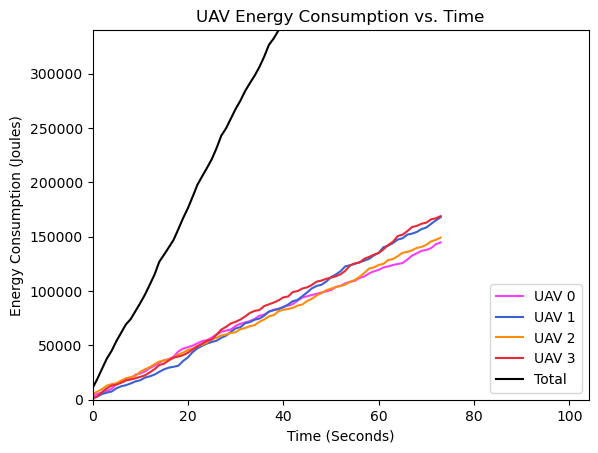 UAV Energy Consumption vs. Time
Energy Consumption (Joules)
300000
250000
200000
150000
100000
50000
0
0 20 40 60 80 100
Time (Seconds)
UAV 0
UAV 1
UAV 2
UAV 3
Total